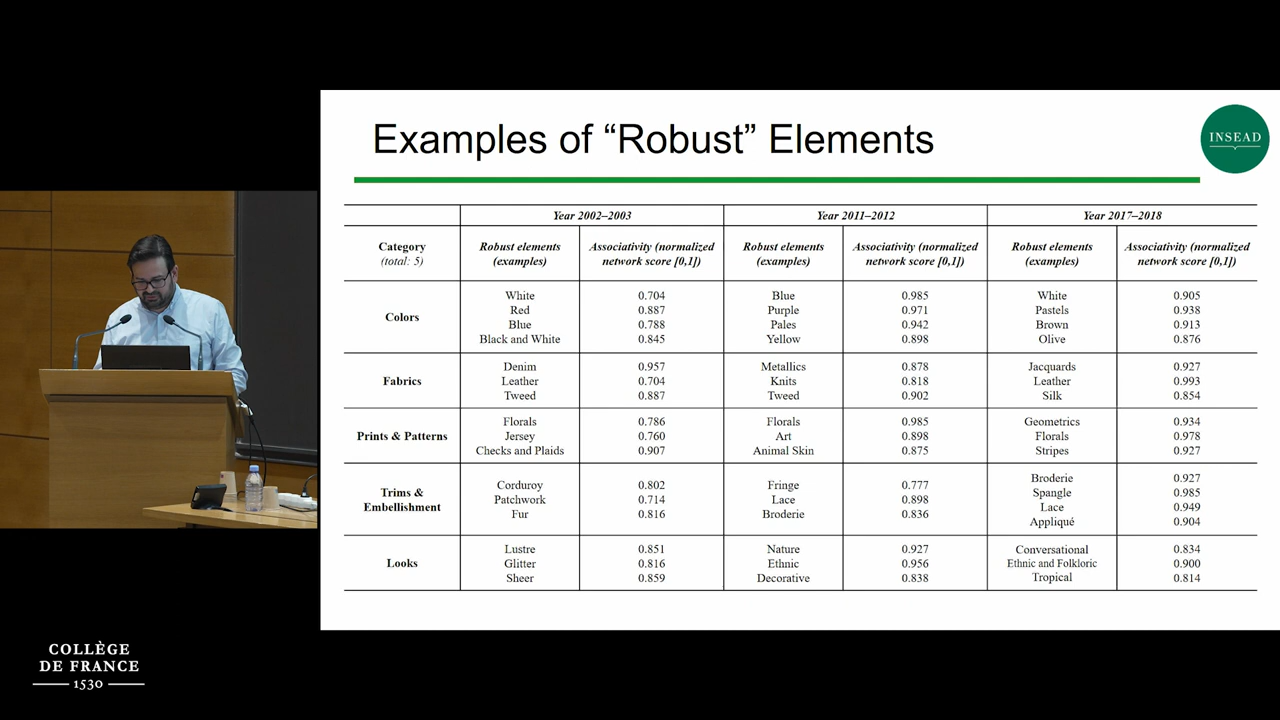 Examples of “Robust” Elements
INSEAD
Year 2002–2003 Year 2011–2012 Year 2017–2018
Category (total: 5) Robust elements (examples) Associativity (normalized network score [0,1]) Robust elements (examples) Associativity (normalized network score [0,1]) Robust elements (examples) Associativity (normalized network score [0,1])
Colors
White 0.704 Blue 0.985 White 0.905
Red 0.887 Purple 0.971 Pastels 0.938
Blue 0.788 Pales 0.942 Brown 0.913
Black and White 0.845 Yellow 0.898 Olive 0.876
Fabrics
Denim 0.957 Metallics 0.878 Jacquards 0.927
Leather 0.704 Knits 0.818 Leather 0.993
Tweed 0.887 Tweed 0.902 Silk 0.854
Prints & Patterns
Florals 0.786 Florals 0.985 Geometrics 0.934
Jersey 0.760 Art 0.898 Florals 0.978
Checks and Plaids 0.907 Animal Skin 0.875 Stripes 0.927
Trims & Embellishment
Corduroy 0.802 Fringe 0.777 Broderie 0.927
Patchwork 0.714 Lace 0.898 Spangle 0.985
Fur 0.816 Broderie 0.836 Lace 0.949
Appliqué 0.904
Looks
Lustre 0.851 Nature 0.927 Conversational 0.834
Glitter 0.816 Ethnic 0.956 Ethnic and Folkloric 0.900
Sheer 0.859 Decorative 0.838 Tropical 0.814
COLLÈGE
DE FRANCE
1530